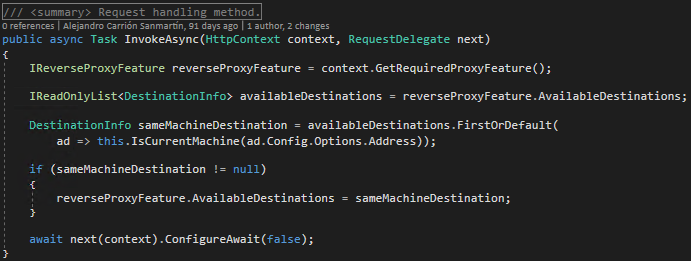 /// <summary> Request handling method.
0 references | Alejandro Carrión Sanmartín, 91 days ago | 1 author, 2 changes
public async Task InvokeAsync(HttpContext context, RequestDelegate next)
{
    IReverseProxyFeature reverseProxyFeature = context.GetRequiredProxyFeature();

    IReadOnlyList<DestinationInfo> availableDestinations = reverseProxyFeature.AvailableDestinations;

    DestinationInfo sameMachineDestination = availableDestinations.FirstOrDefault(
        ad => this.IsCurrentMachine(ad.Config.Options.Address));

    if (sameMachineDestination != null)
    {
        reverseProxyFeature.AvailableDestinations = sameMachineDestination;
    }

    await next(context).ConfigureAwait(false);
}